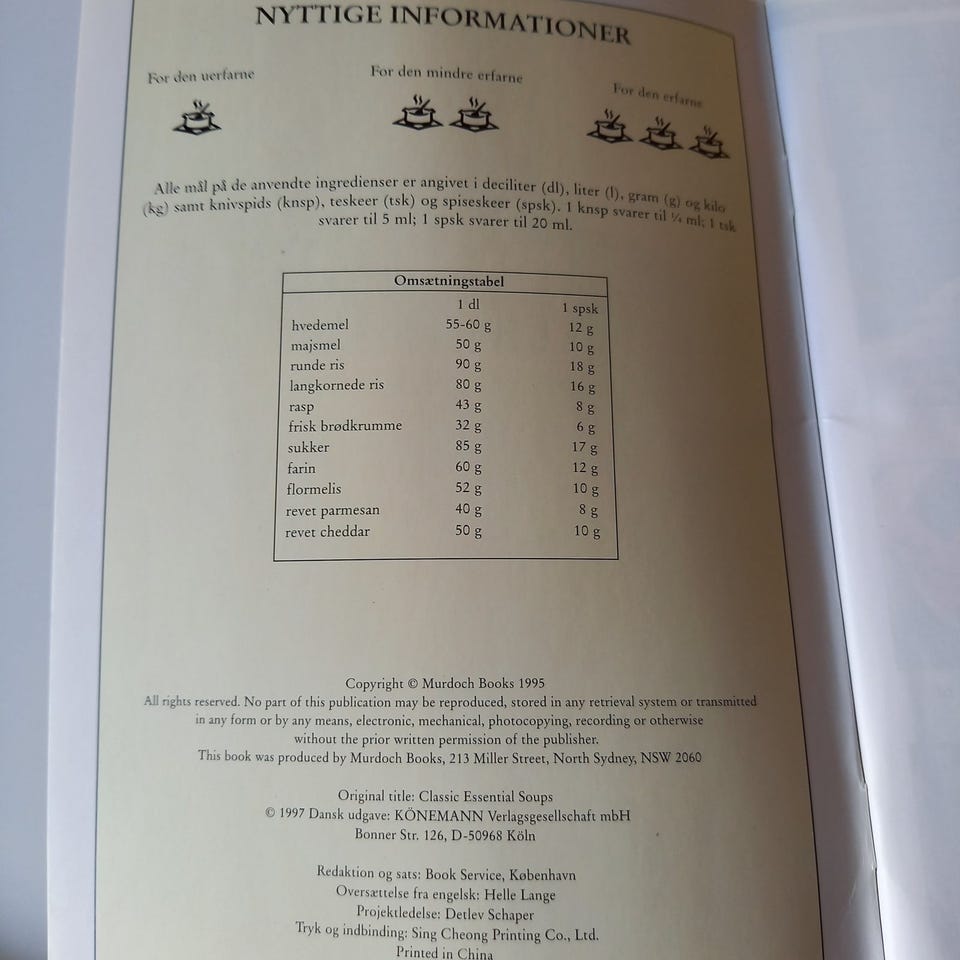 NYTTIGE INFORMATIONER
For den uerfarne
For den mindre erfarne
For den erfarne
Alle mål på de anvendte ingredienser er angivet i deciliter (dl), liter (l), gram (g) og kilo
(kg) samt knivspids (knsp), teskeer (tsk) og spiseskeer (spsk). 1 knsp svarer til ¼ ml; 1 tsk
svarer til 5 ml; 1 spsk svarer til 20 ml.
Omsætningstabel
1 dl 1 spsk
hvedemel 55-60 g 12 g
majsmel 50 g 10 g
runde ris 90 g 18 g
langkornede ris 80 g 16 g
rasp 43 g 8 g
frisk brødkrumme 32 g 6 g
sukker 85 g 17 g
farin 60 g 12 g
flormelis 52 g 10 g
revet parmesan 40 g 8 g
revet cheddar 50 g 10 g
Copyright © Murdoch Books 1995
All rights reserved. No part of this publication may be reproduced, stored in any retrieval system or transmitted
in any form or by any means, electronic, mechanical, photocopying, recording or otherwise
without the prior written permission of the publisher.
This book was produced by Murdoch Books, 213 Miller Street, North Sydney, NSW 2060
Original title: Classic Essential Soups
© 1997 Dansk udgave: KÖNEMANN Verlagsgesellschaft mbH
Bonner Str. 126, D-50968 Köln
Redaktion og sats: Book Service, København
Oversættelse fra engelsk: Helle Lange
Projektledelse: Detlev Schaper
Tryk og indbinding: Sing Cheong Printing Co., Ltd.
Printed in China